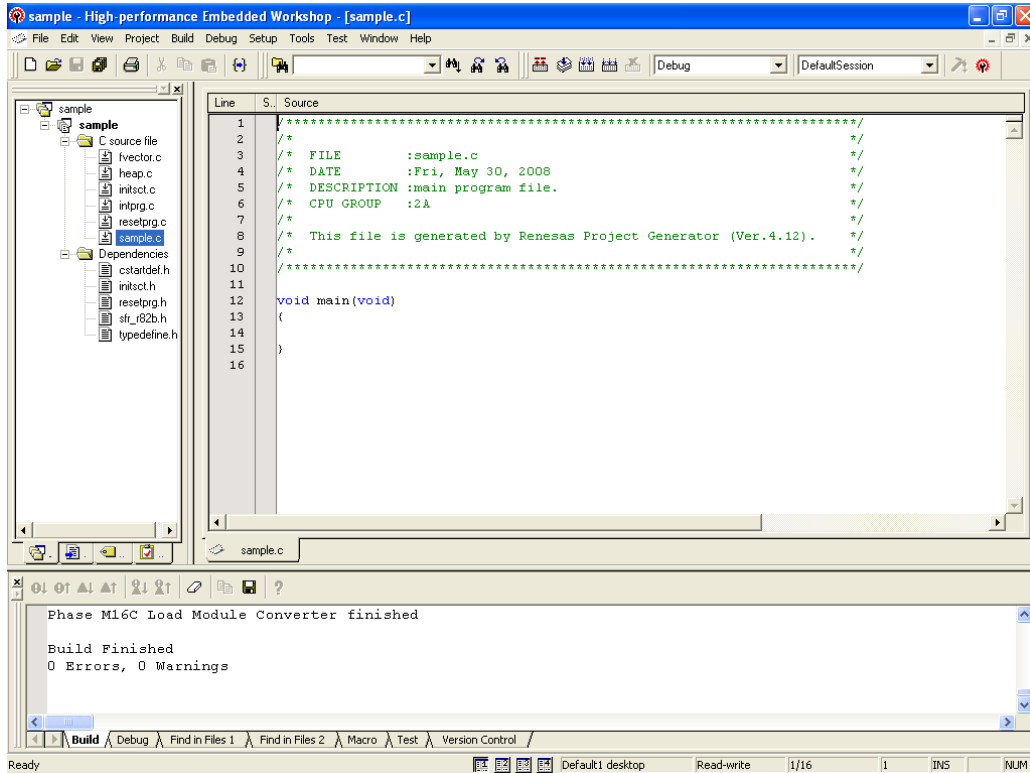 sample - High-performance Embedded Workshop - [sample.c]
File Edit View Project Build Debug Setup Tools Test Window Help
Debug DefaultSession
sample
sample
C source file
fvector.c
heap.c
initsct.c
intprg.c
resetprg.c
sample.c
Dependencies
cstartdef.h
initsct.h
resetprg.h
sfr_r82b.h
typedefine.h
Line S.. Source
1 /***********************************************************************/
2 /* */
3 /* FILE :sample.c */
4 /* DATE :Fri, May 30, 2008 */
5 /* DESCRIPTION :main program file. */
6 /* CPU GROUP :2A */
7 /* */
8 /* This file is generated by Renesas Project Generator (Ver.4.12). */
9 /* */
10 /***********************************************************************/
11
12 void main(void)
13 {
14
15 }
16
sample.c
Phase M16C Load Module Converter finished
Build Finished
0 Errors, 0 Warnings
Build Debug Find in Files 1 Find in Files 2 Macro Test Version Control
Ready Default1 desktop Read-write 1/16 1 INS NUM